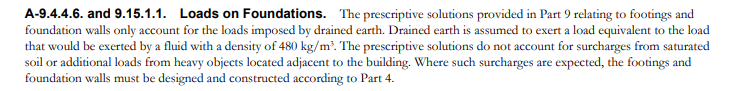 A-9.4.4.6. and 9.15.1.1. Loads on Foundations. The prescriptive solutions provided in Part 9 relating to footings and
foundation walls only account for the loads imposed by drained earth. Drained earth is assumed to exert a load equivalent to the load
that would be exerted by a fluid with a density of 480 kg/m³. The prescriptive solutions do not account for surcharges from saturated
soil or additional loads from heavy objects located adjacent to the building. Where such surcharges are expected, the footings and
foundation walls must be designed and constructed according to Part 4.